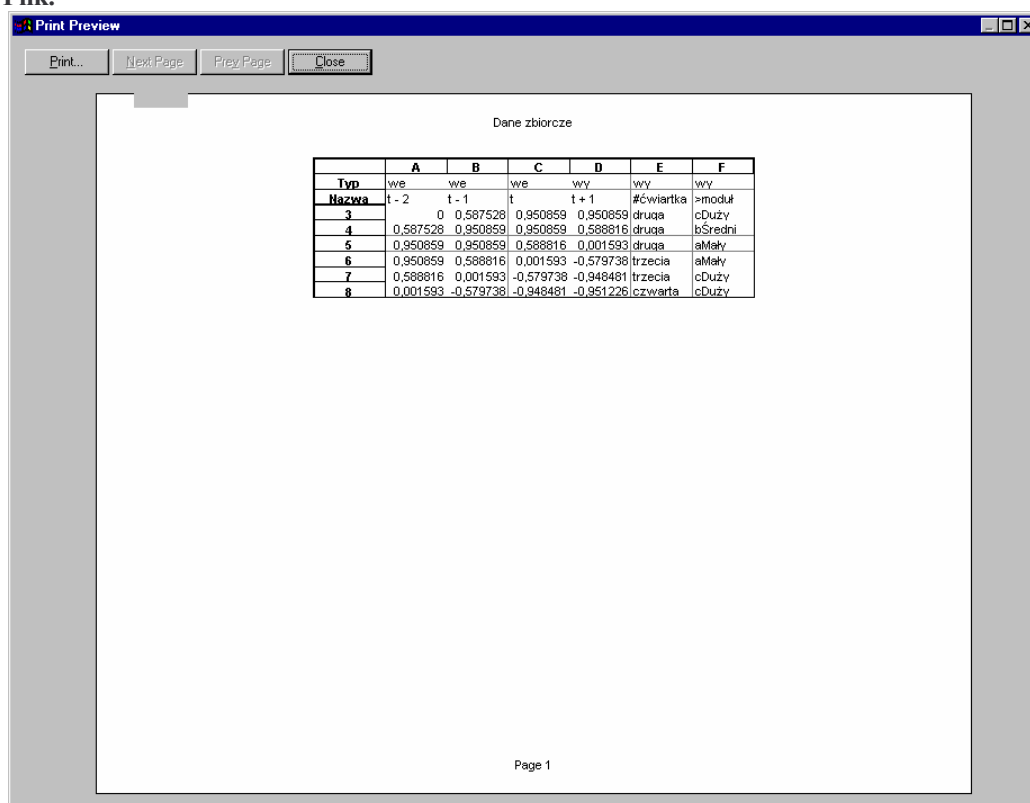 Plik.
Print Preview
Print... Next Page Prev Page Close
Dane zbiorcze
A B C D E F
Typ we we we wy wy wy
Nazwa t - 2 t - 1 t t + 1 #ćwiartka >moduł
3 0 0,587528 0,950859 0,950859 druga cDuży
4 0,587528 0,950859 0,950859 0,588816 druga bŚredni
5 0,950859 0,950859 0,588816 0,001593 druga aMały
6 0,950859 0,588816 0,001593 -0,579738 trzecia aMały
7 0,588816 0,001593 -0,579738 -0,948481 trzecia cDuży
8 0,001593 -0,579738 -0,948481 -0,951226 czwarta cDuży
Page 1